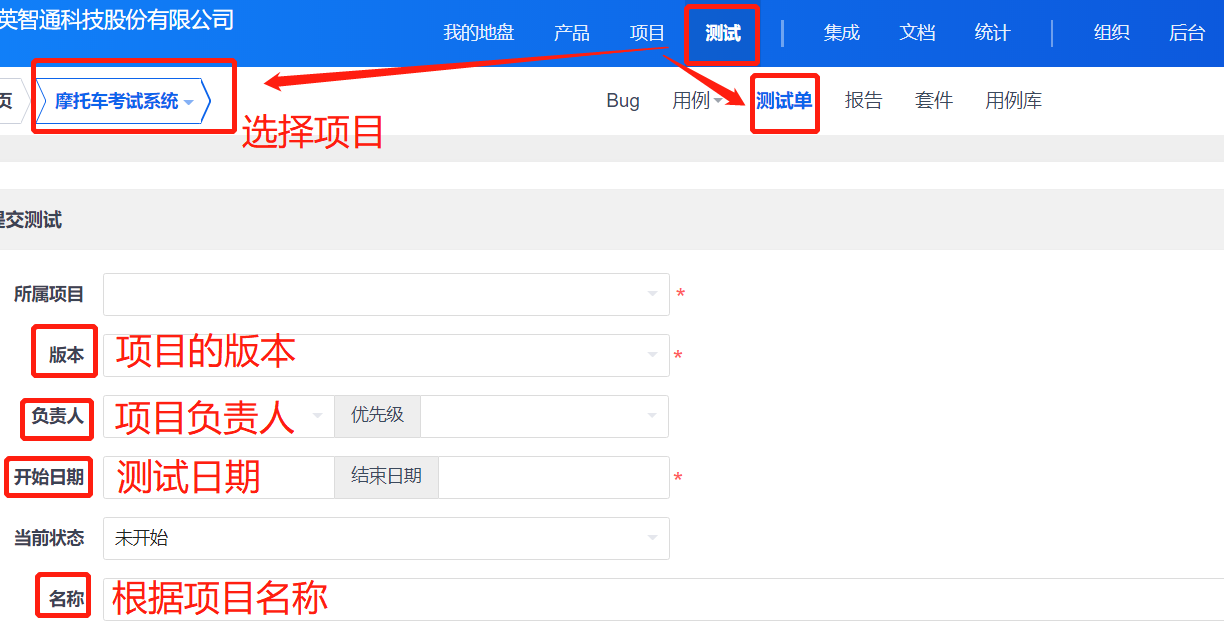 英智通科技股份有限公司
我的地盘 产品 项目 测试 集成 文档 统计 组织 后台
页 摩托车考试系统 Bug 用例 测试单 报告 套件 用例库
选择项目
提交测试
所属项目 *
版本 项目的版本 *
负责人 项目负责人 优先级
开始日期 测试日期 结束日期 *
当前状态 未开始
名称 根据项目名称